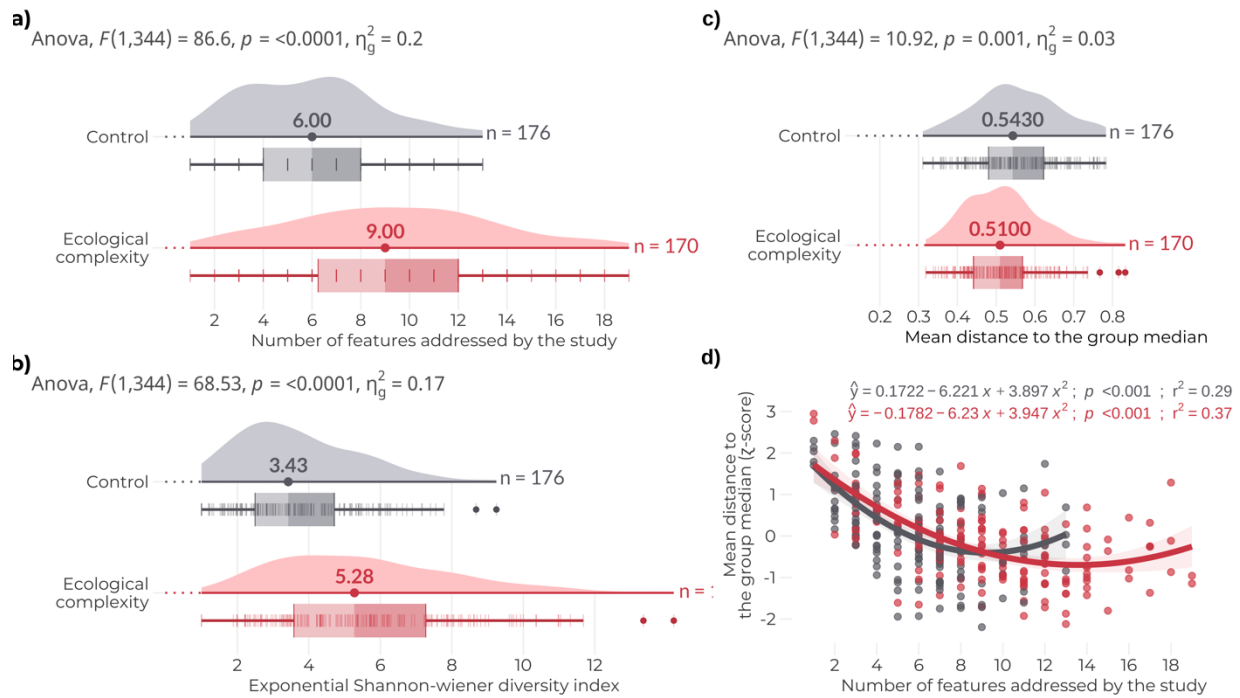 a)
Anova, F(1,344) = 86.6, p = <0.0001, η²g = 0.2
Control
6.00
n = 176
Ecological
complexity
9.00
n = 170
2 4 6 8 10 12 14 16 18
Number of features addressed by the study
b)
Anova, F(1,344) = 68.53, p = <0.0001, η²g = 0.17
Control
3.43
n = 176
Ecological
complexity
5.28
n =
2 4 6 8 10 12
Exponential Shannon-wiener diversity index
c)
Anova, F(1,344) = 10.92, p = 0.001, η²g = 0.03
Control
0.5430
n = 176
Ecological
complexity
0.5100
n = 170
0.2 0.2 0.3 0.4 0.5 0.6 0.7 0.8
Mean distance to the group median
d)
ŷ = 0.1722 − 6.221 x + 3.897 x² ; p <0.001 ; r² = 0.29
ŷ = −0.1782 − 6.23 x + 3.947 x² ; p <0.001 ; r² = 0.37
Mean distance to
the group median (z-score)
3
2
1
0
-1
-2
2 4 6 8 10 12 14 16 18
Number of features addressed by the study